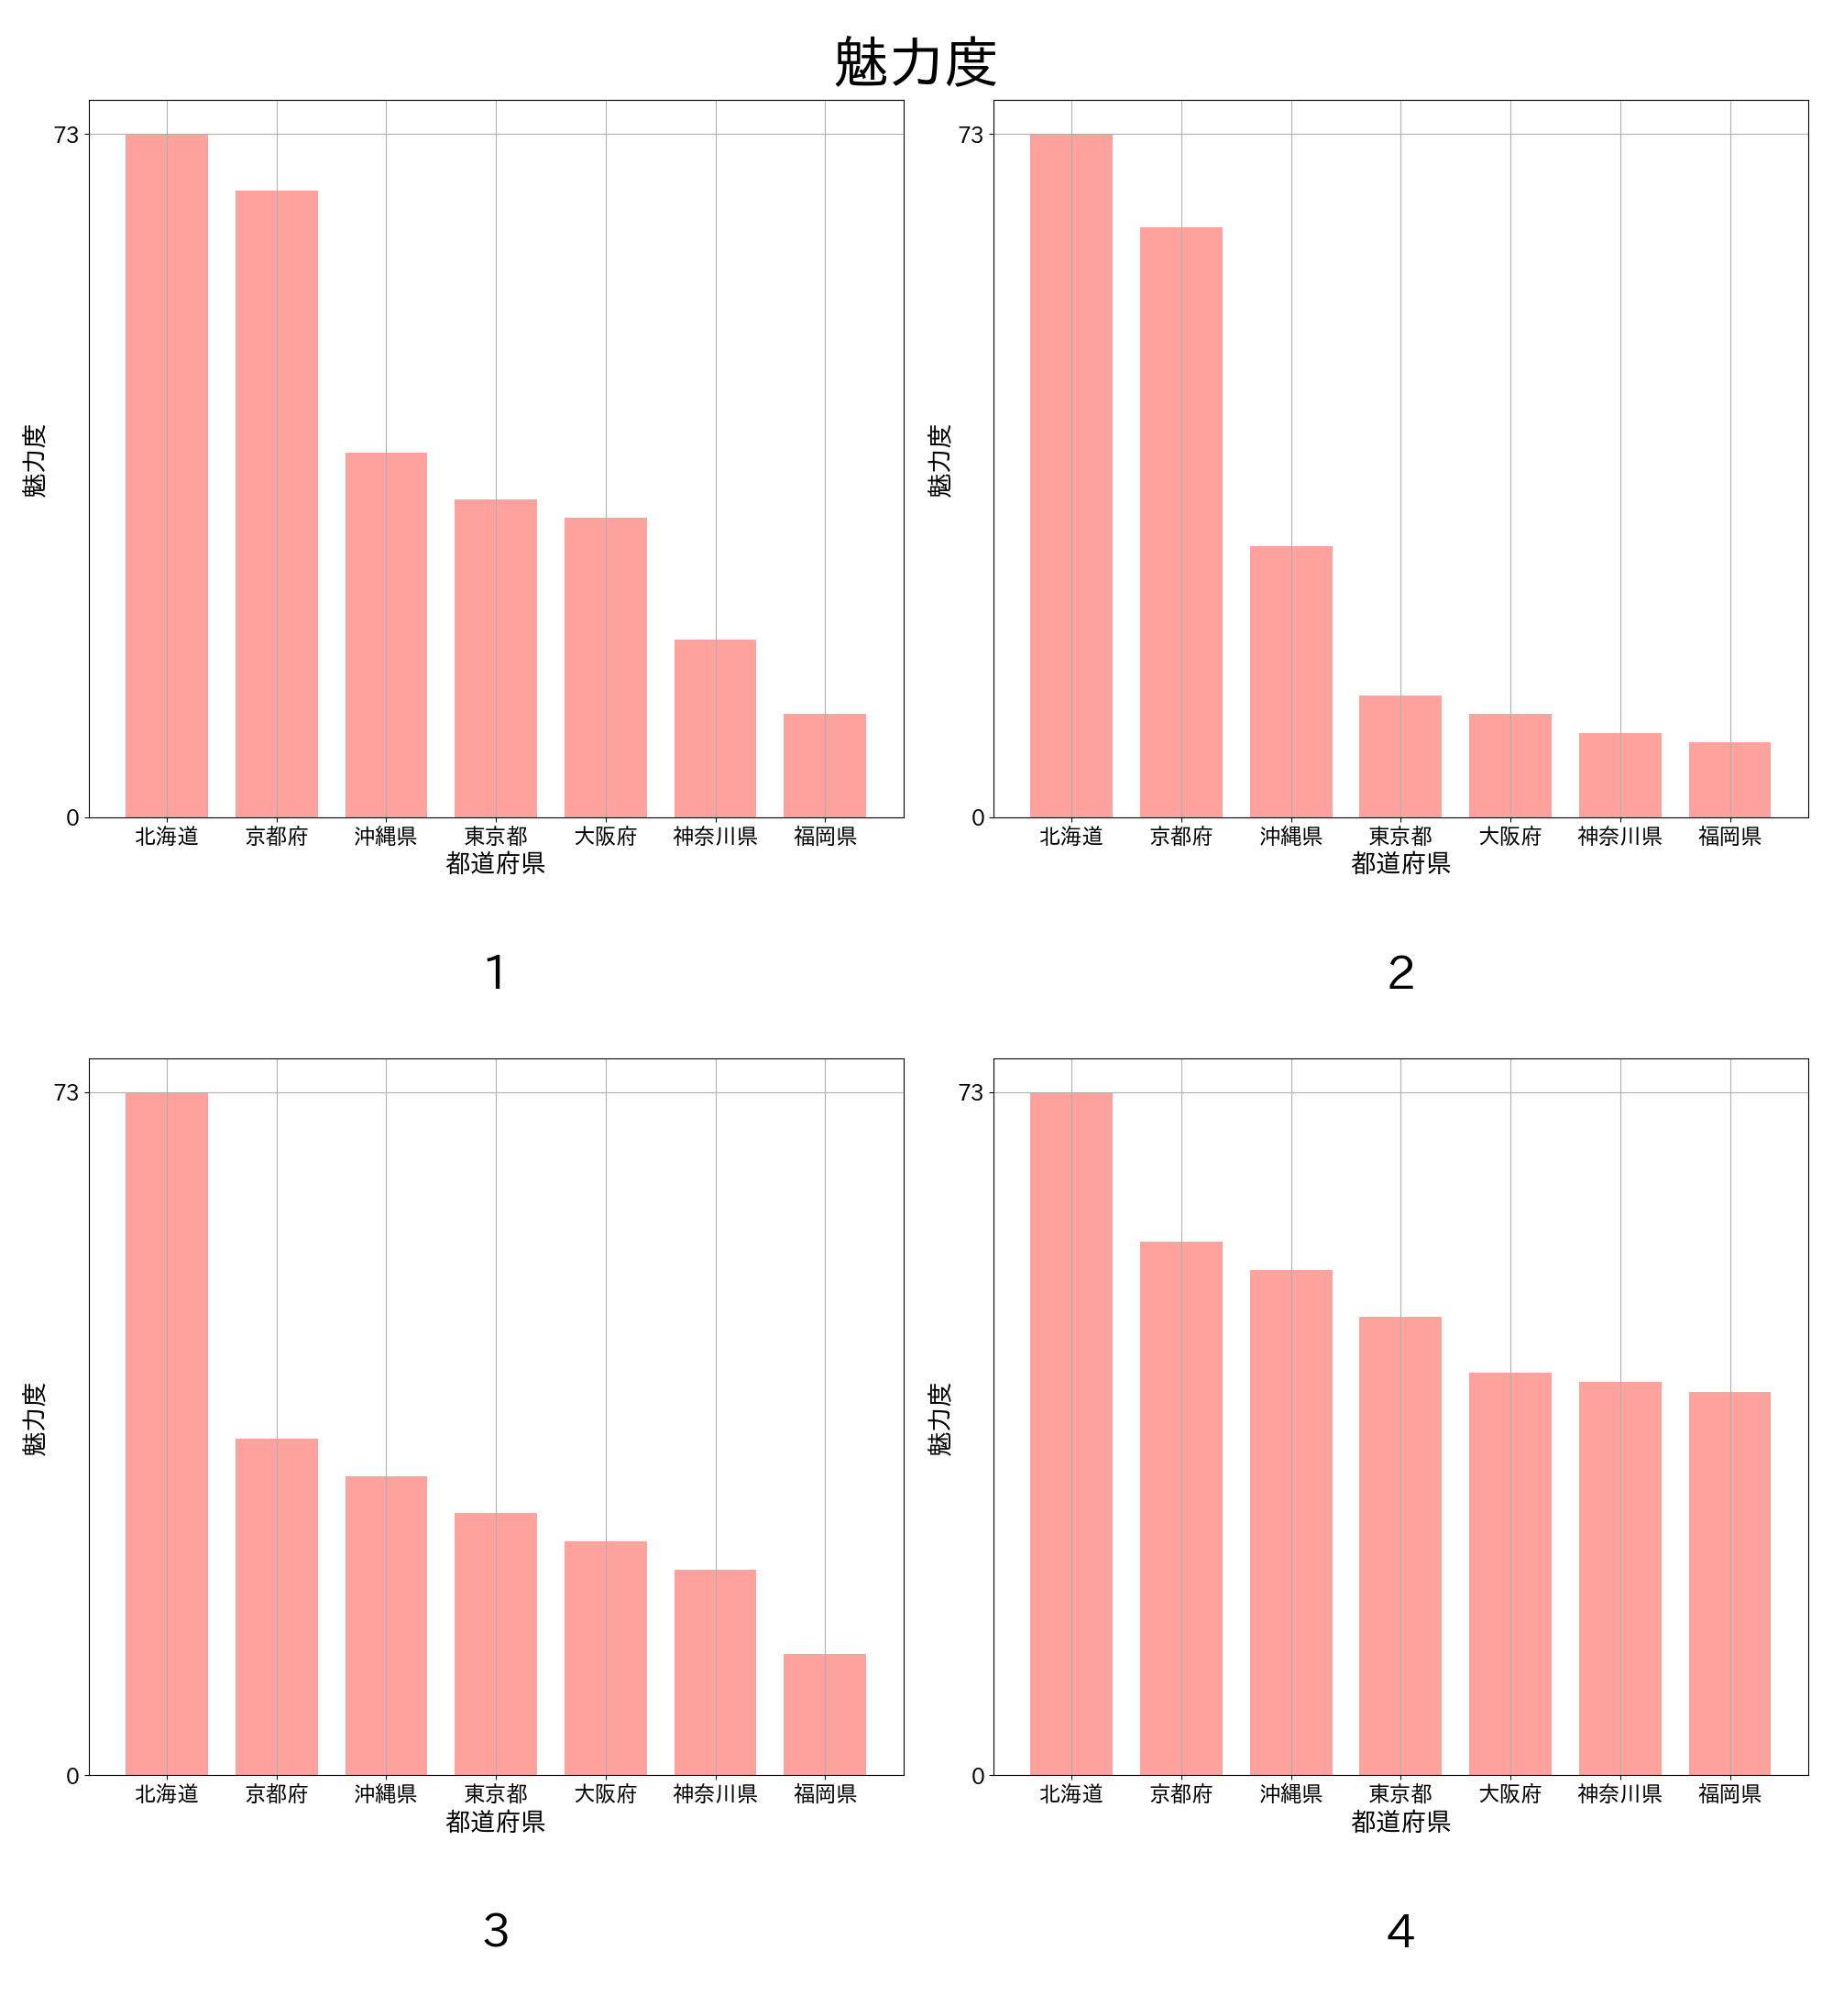 魅力度
73
0
魅力度
北海道 京都府 沖縄県 東京都 大阪府 神奈川県 福岡県
都道府県
1
73
0
魅力度
北海道 京都府 沖縄県 東京都 大阪府 神奈川県 福岡県
都道府県
2
73
0
魅力度
北海道 京都府 沖縄県 東京都 大阪府 神奈川県 福岡県
都道府県
3
73
0
魅力度
北海道 京都府 沖縄県 東京都 大阪府 神奈川県 福岡県
都道府県
4